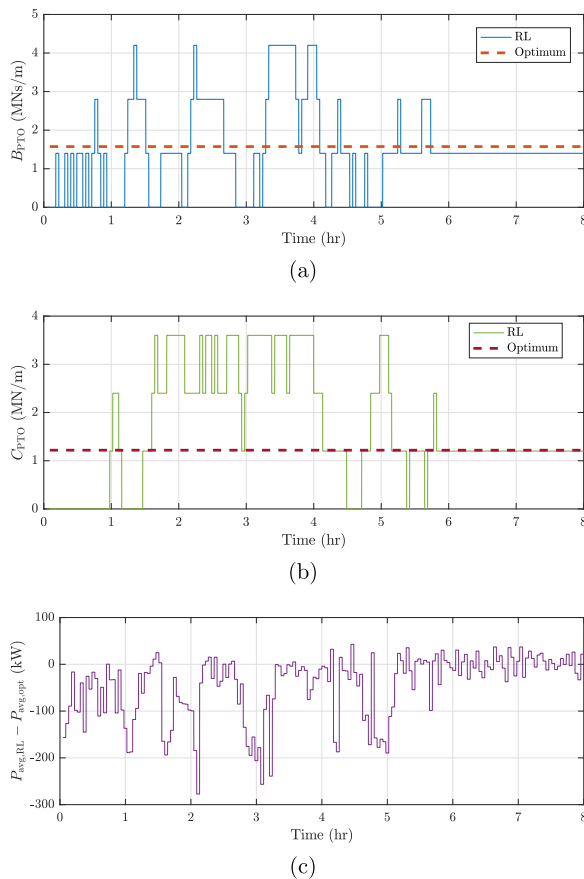 5
4
3
2
1
0
B_PTO (MNs/m)
RL
Optimum
0 1 2 3 4 5 6 7 8
Time (hr)
(a)
4
3
2
1
0
C_PTO (MN/m)
RL
Optimum
0 1 2 3 4 5 6 7 8
Time (hr)
(b)
100
0
-100
-200
-300
P_avg,RL − P_avg,opt (kW)
0 1 2 3 4 5 6 7 8
Time (hr)
(c)